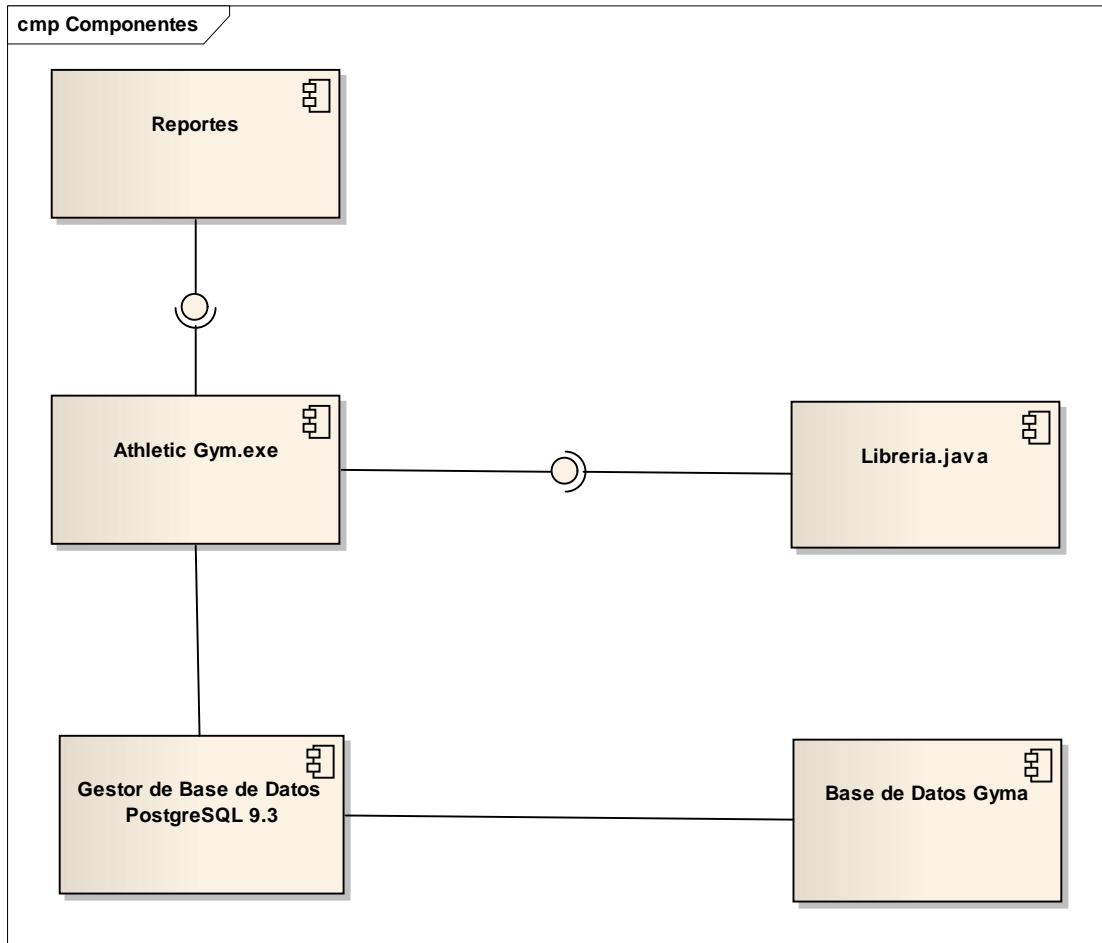 cmp Componentes
Reportes
Athletic Gym.exe
Libreria.java
Gestor de Base de Datos
PostgreSQL 9.3
Base de Datos Gyma